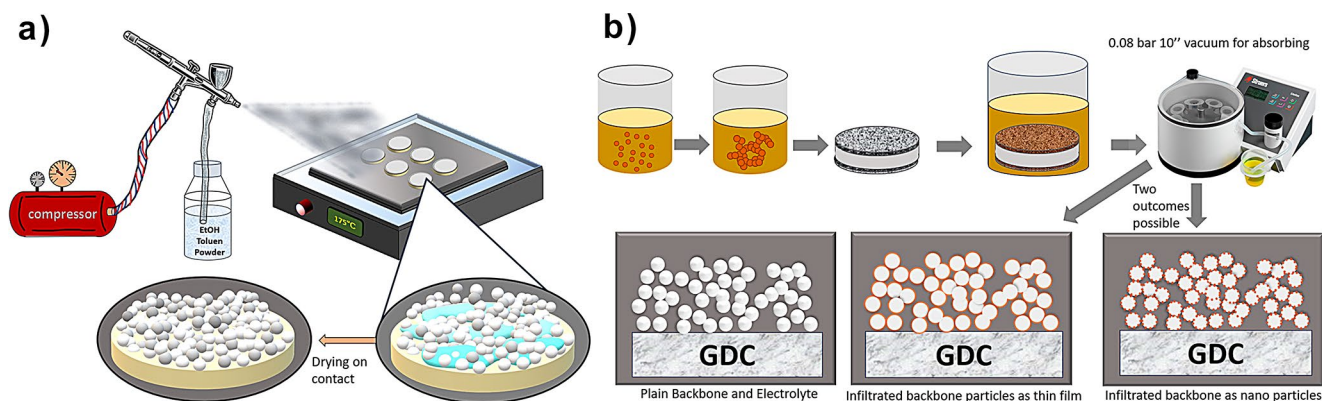 a)
compressor
EtOH
Toluen
Powder
175°C
Drying on
contact
b)
0.08 bar 10'' vacuum for absorbing
Struers
Two
outcomes
possible
GDC
Plain Backbone and Electrolyte
GDC
Infiltrated backbone particles as thin film
GDC
Infiltrated backbone as nano particles